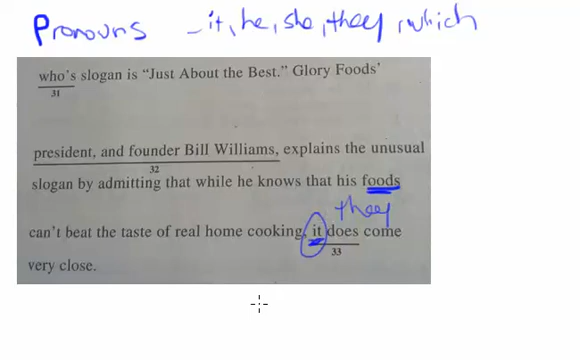 Pronouns - it, he, she, they, which
who's slogan is “Just About the Best.” Glory Foods'
31
president, and founder Bill Williams, explains the unusual
32
slogan by admitting that while he knows that his foods
they
can't beat the taste of real home cooking, it does come
33
very close.